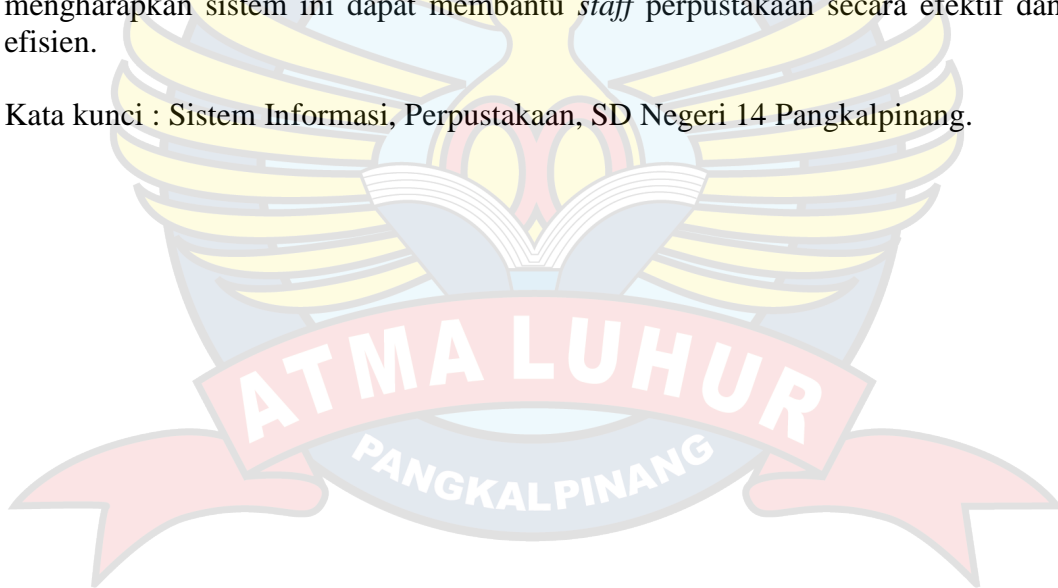 mengharapkan sistem ini dapat membantu staff perpustakaan secara efektif dan
efisien.
Kata kunci : Sistem Informasi, Perpustakaan, SD Negeri 14 Pangkalpinang.
ATMA LUHUR
PANGKALPINANG